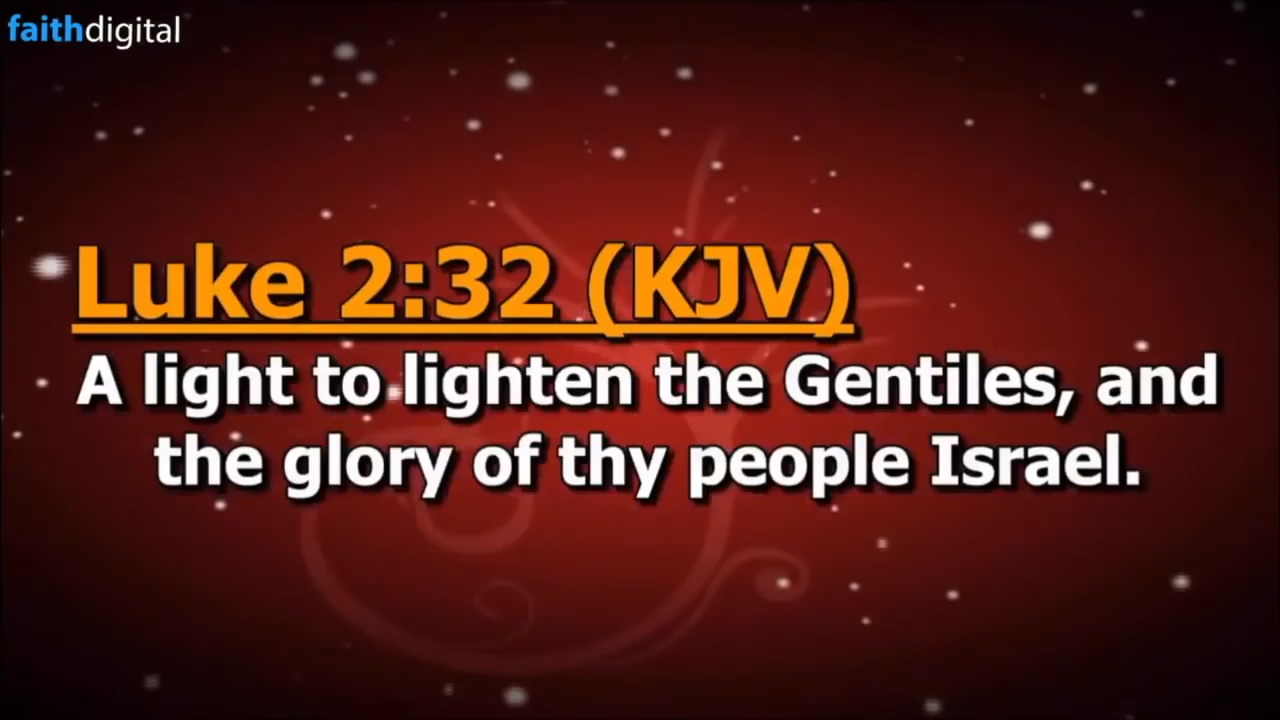 faithdigital
Luke 2:32 (KJV)
A light to lighten the Gentiles, and
the glory of thy people Israel.